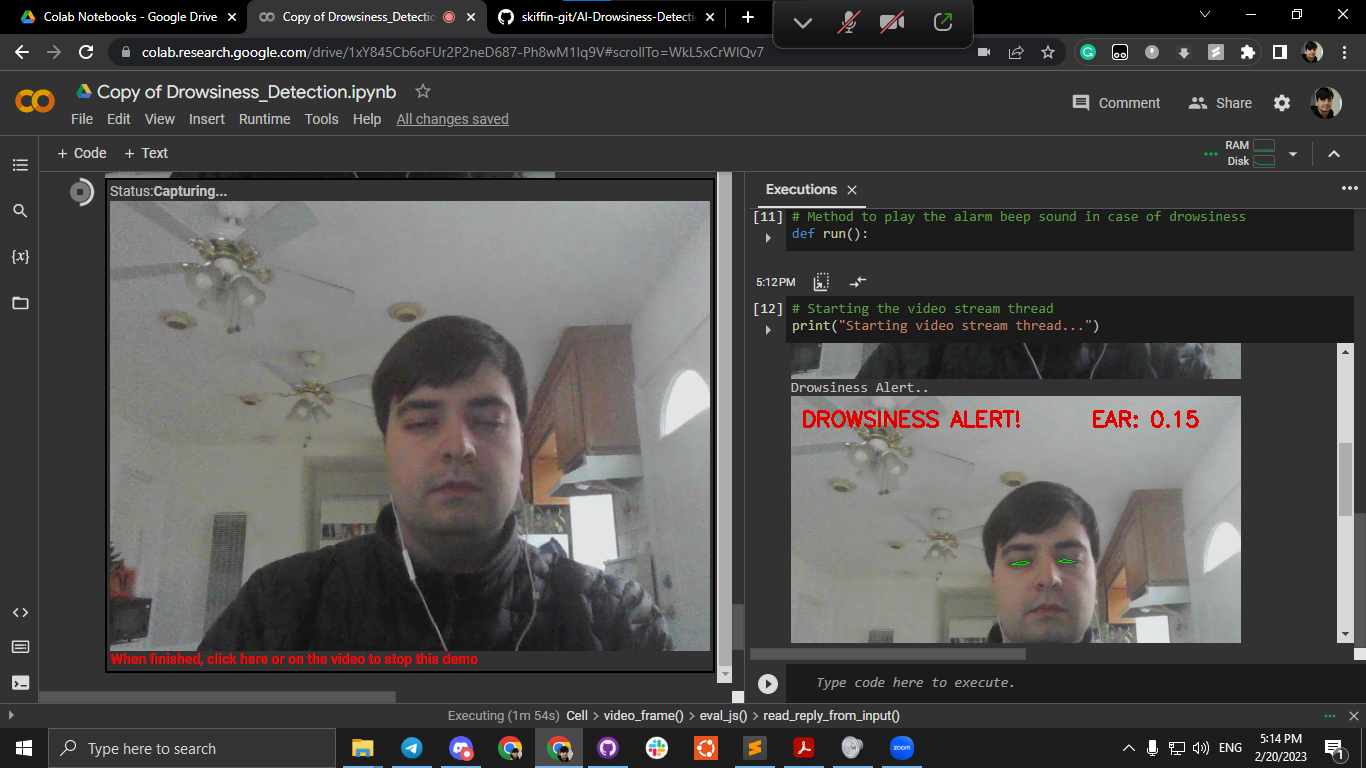 Colab Notebooks - Google Drive
Copy of Drowsiness_Detectio
skiffin-git/AI-Drowsiness-Detecti
colab.research.google.com/drive/1xY845Cb6oFUr2P2neD687-Ph8wM1Iq9V#scrollTo=WkL5xCrWIQv7
Copy of Drowsiness_Detection.ipynb
Comment
Share
File Edit View Insert Runtime Tools Help All changes saved
+ Code + Text
RAM
Disk
Status:Capturing...
When finished, click here or on the video to stop this demo
Executions
[11] # Method to play the alarm beep sound in case of drowsiness
def run():
5:12PM
[12] # Starting the video stream thread
print("Starting video stream thread...")
Drowsiness Alert..
DROWSINESS ALERT! EAR: 0.15
Type code here to execute.
{x}
Executing (1m 54s) Cell > video_frame() > eval_js() > read_reply_from_input()
Type here to search
zoom
ENG
5:14 PM
2/20/2023
1